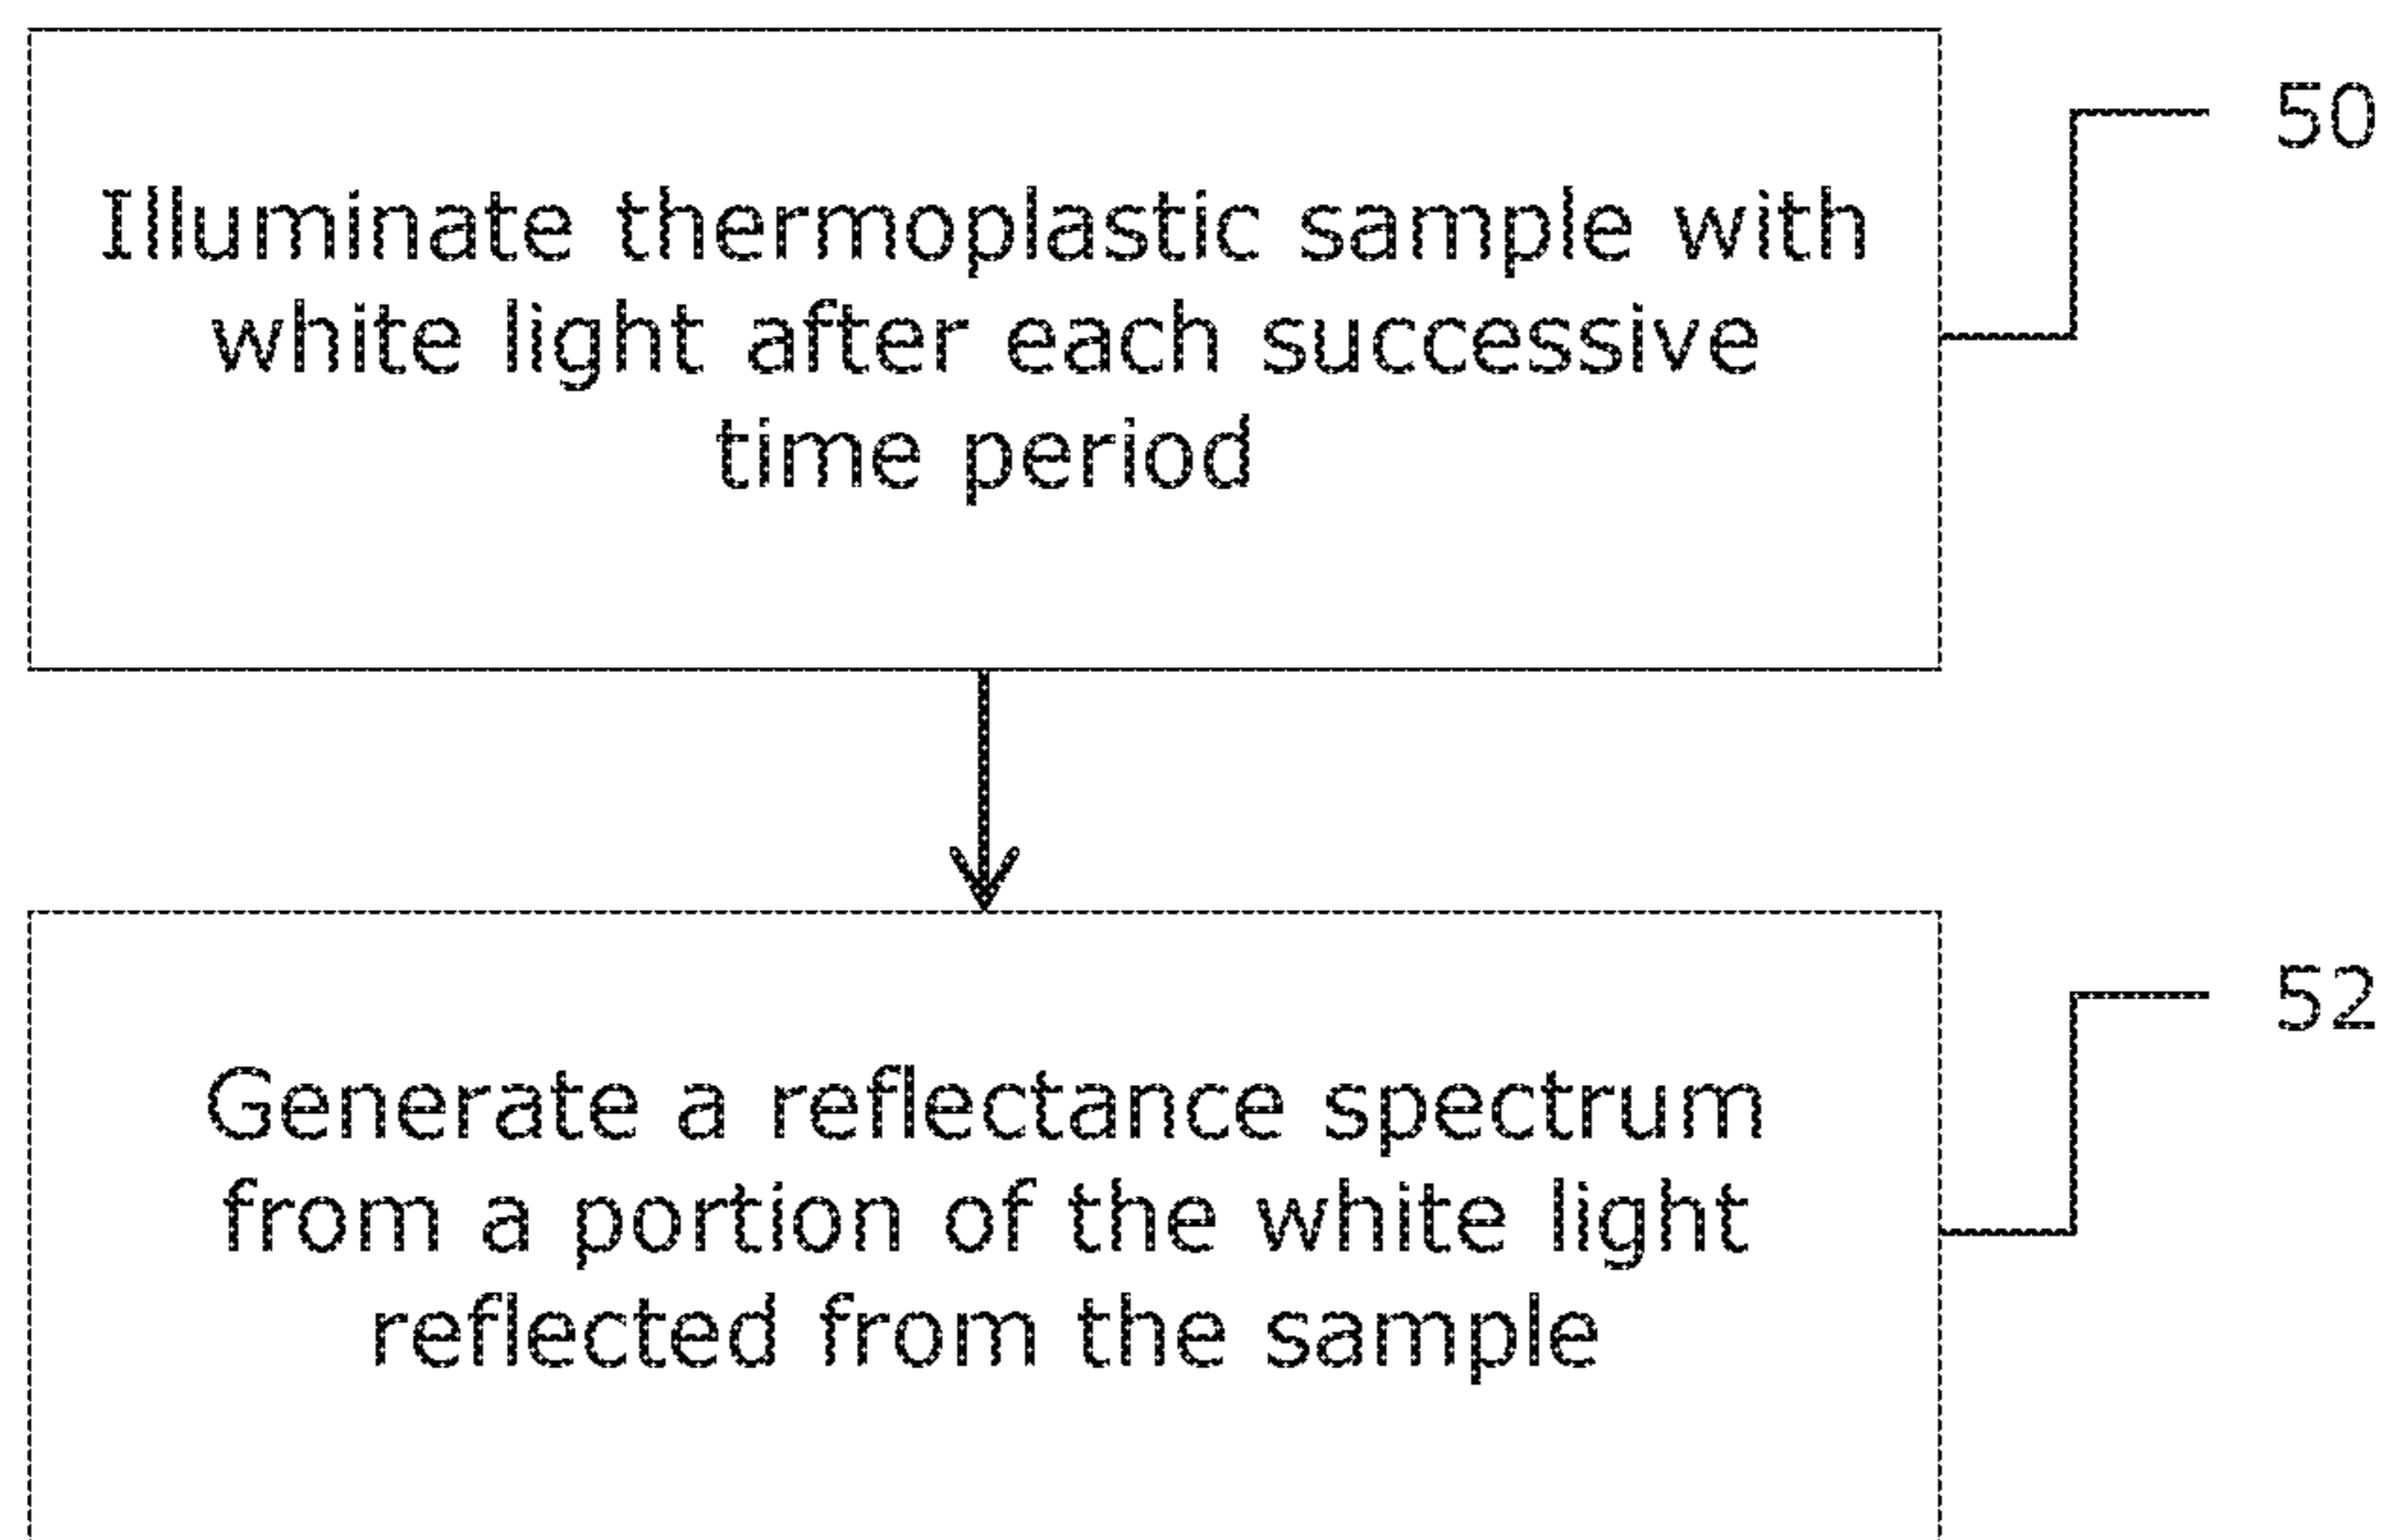 Illuminate thermoplastic sample with
white light after each successive
time period
50
Generate a reflectance spectrum
from a portion of the white light
reflected from the sample
52